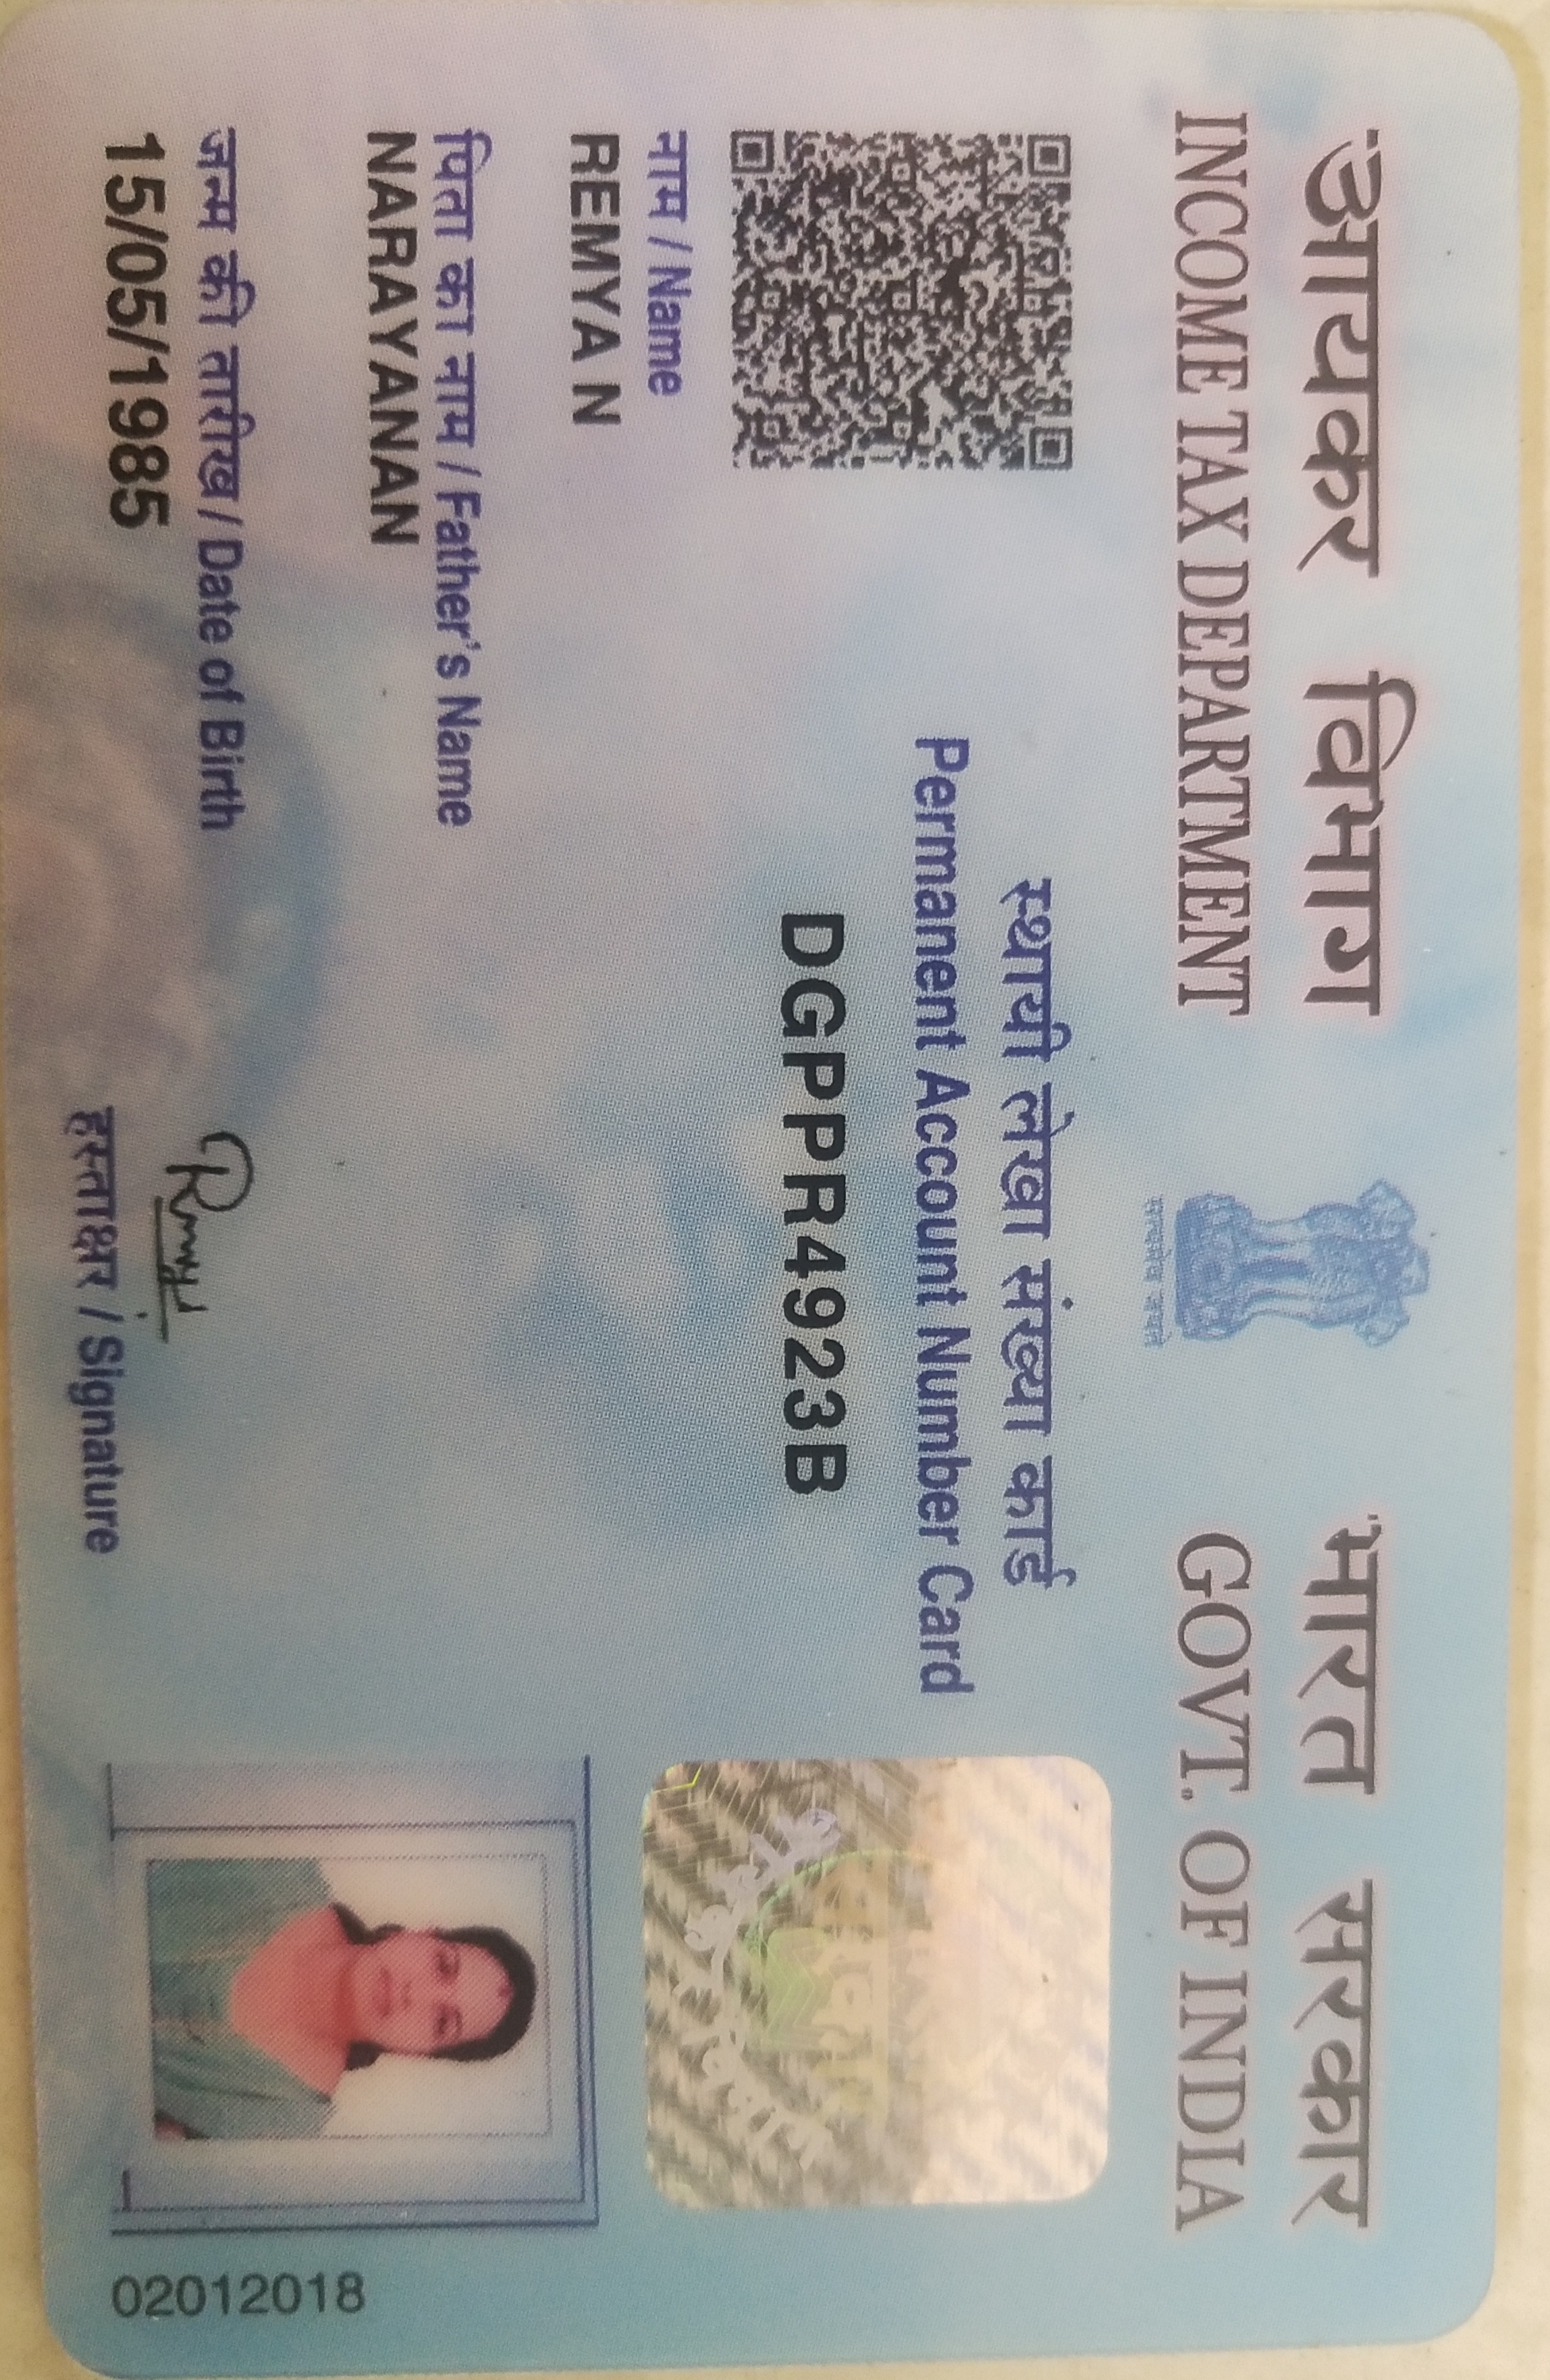 आयकर विभाग
INCOME TAX DEPARTMENT
सत्यमेव जयते
भारत सरकार
GOVT. OF INDIA
स्थायी लेखा संख्या कार्ड
Permanent Account Number Card
DGPPR4923B
नाम / Name
REMYA N
पिता का नाम / Father's Name
NARAYANAN
जन्म की तारीख / Date of Birth
15/05/1985
हस्ताक्षर / Signature
02012018